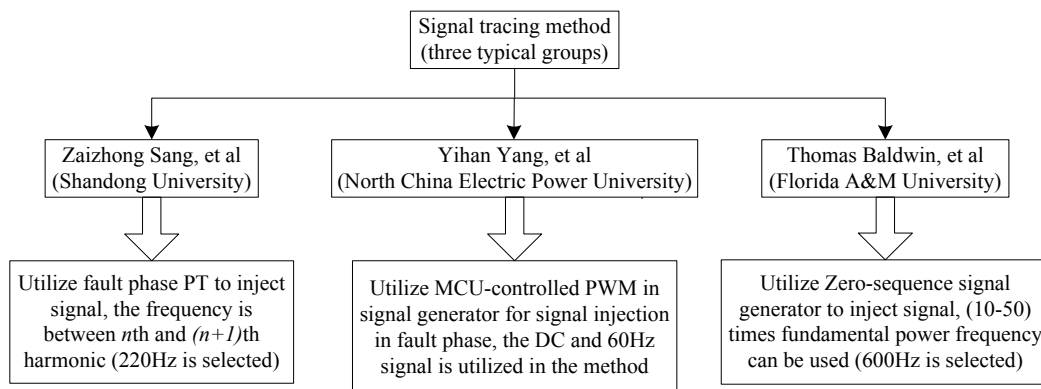 Signal tracing method
(three typical groups)
Zaizhong Sang, et al
(Shandong University)
Yihan Yang, et al
(North China Electric Power University)
Thomas Baldwin, et al
(Florida A&M University)
Utilize fault phase PT to inject
signal, the frequency is
between nth and (n+1)th
harmonic (220Hz is selected)
Utilize MCU-controlled PWM in
signal generator for signal injection
in fault phase, the DC and 60Hz
signal is utilized in the method
Utilize Zero-sequence signal
generator to inject signal, (10-50)
times fundamental power frequency
can be used (600Hz is selected)